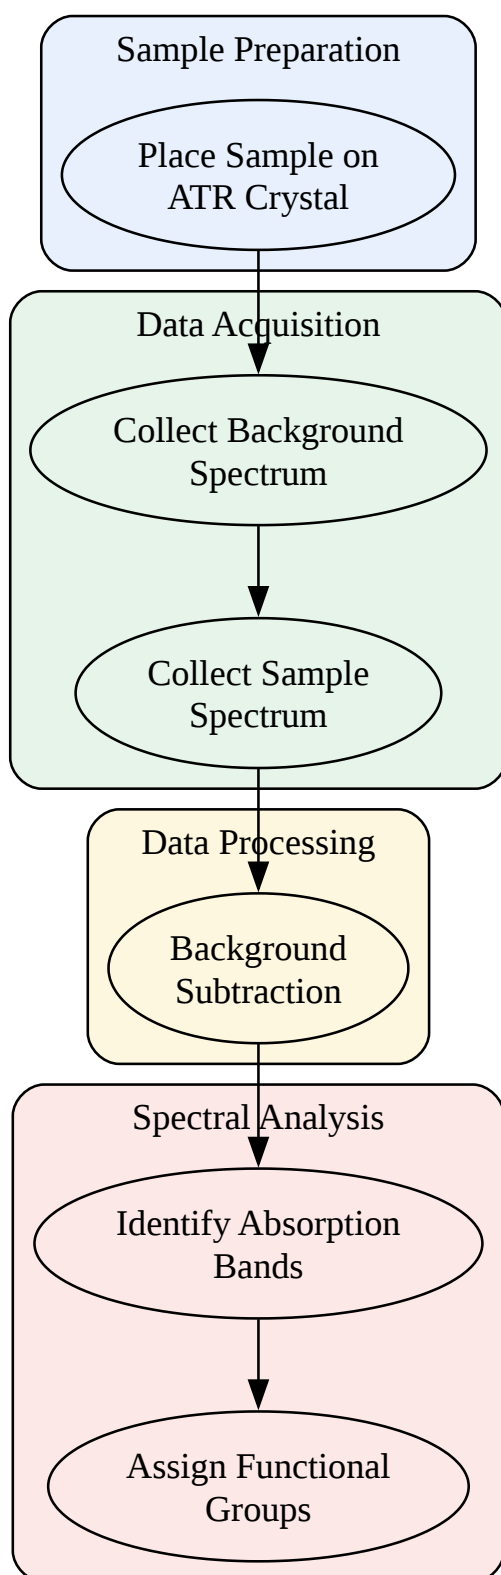 Sample Preparation
Place Sample on
ATR Crystal
Data Acquisition
Collect Background
Spectrum
Collect Sample
Spectrum
Data Processing
Background
Subtraction
Spectral Analysis
Identify Absorption
Bands
Assign Functional
Groups